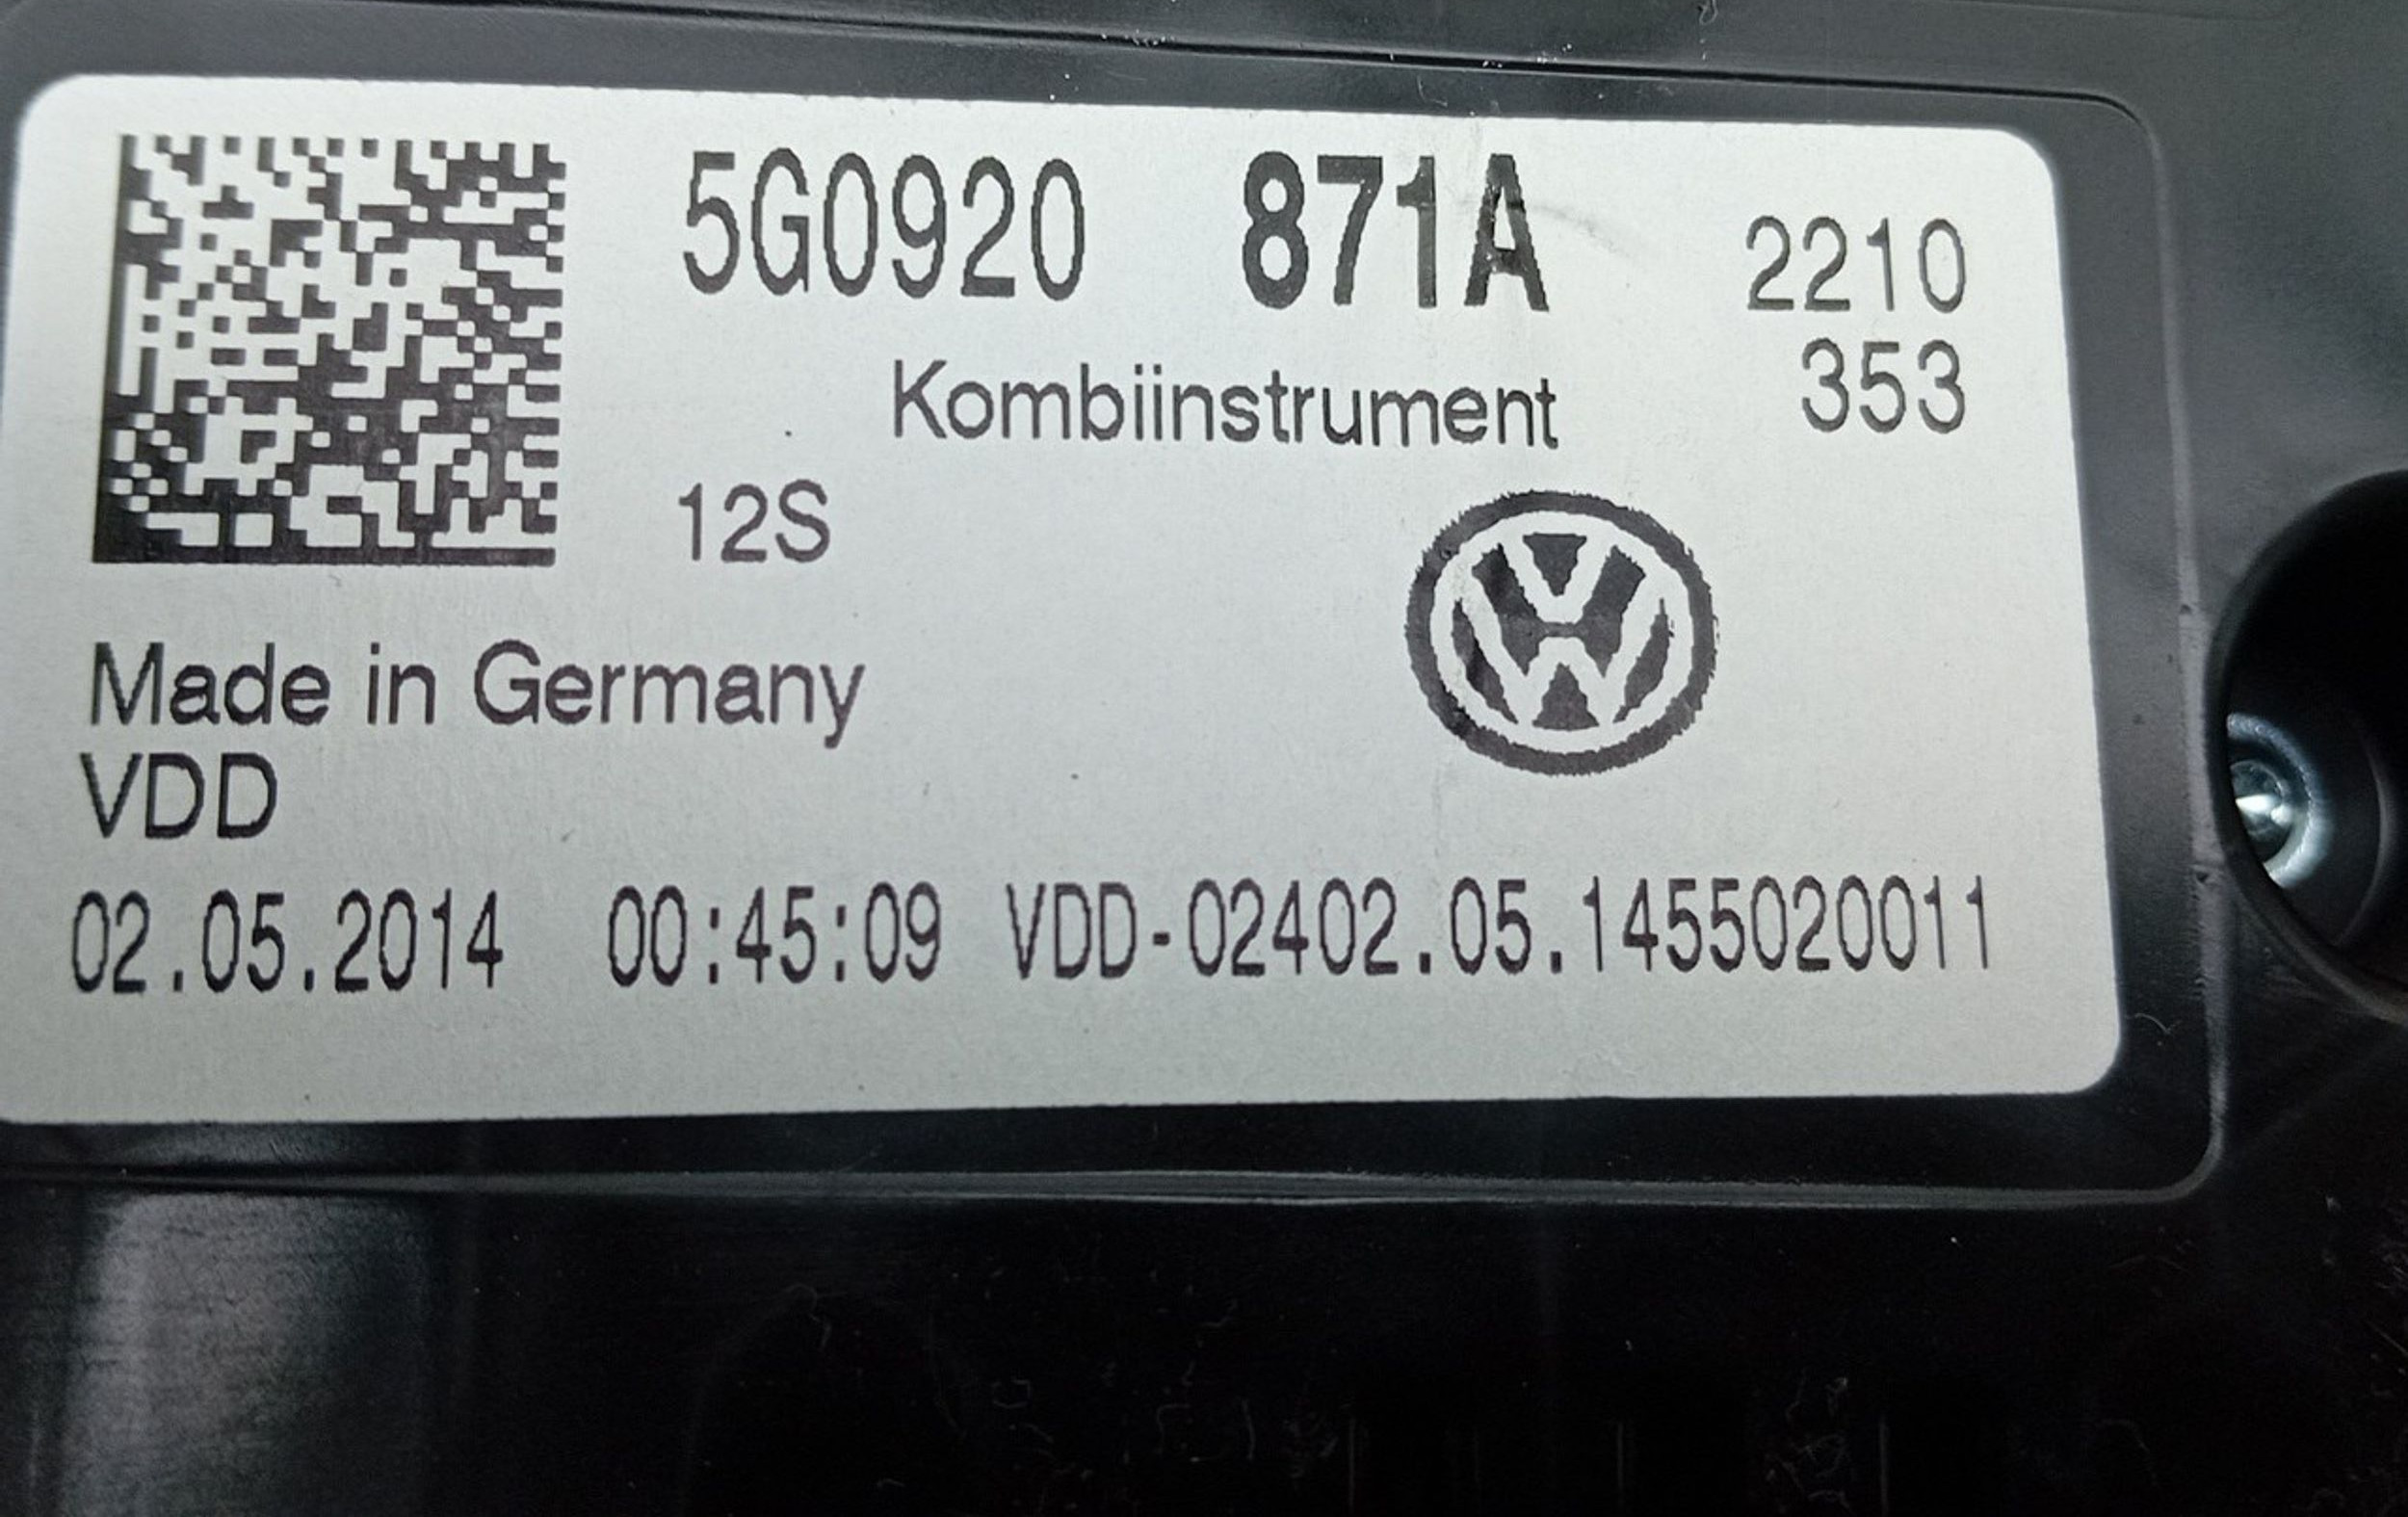 5G0920 871A 2210
Kombiinstrument 353
12S
Made in Germany
VDD
02.05.2014 00:45:09 VDD-02402.05.1455020011